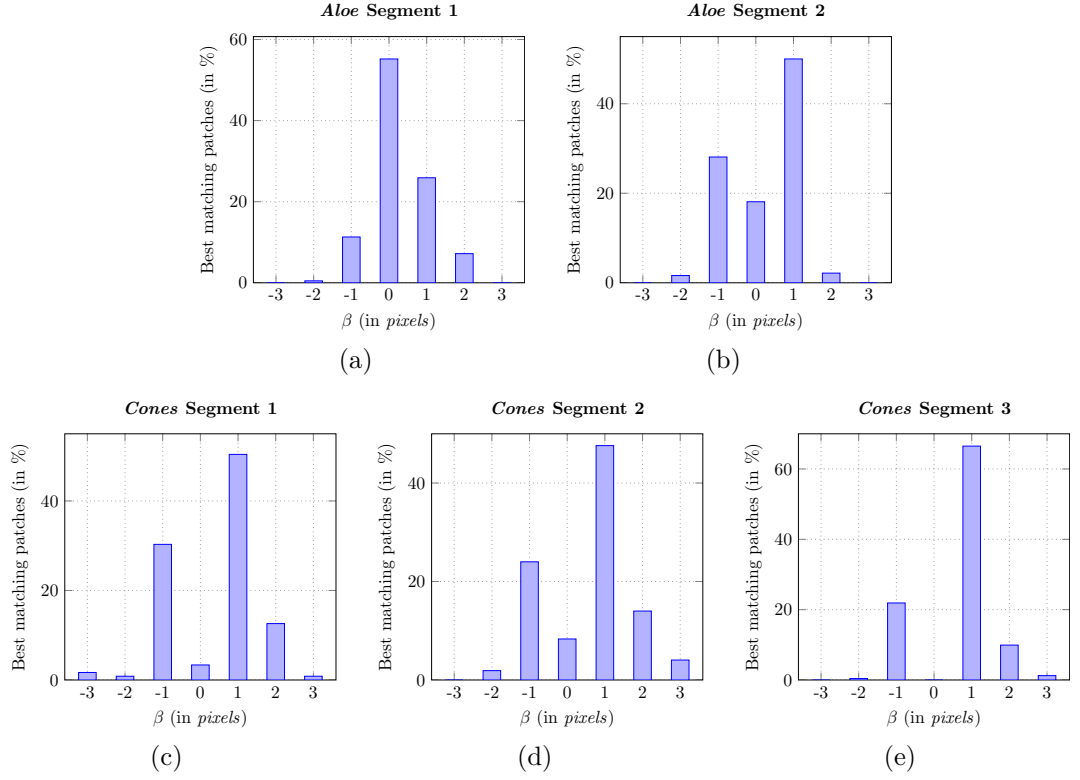 Aloe Segment 1
Best matching patches (in %)
60
40
20
0
-3 -2 -1 0 1 2 3
β (in pixels)
(a)
Aloe Segment 2
Best matching patches (in %)
40
20
0
-3 -2 -1 0 1 2 3
β (in pixels)
(b)
Cones Segment 1
Best matching patches (in %)
40
20
0
-3 -2 -1 0 1 2 3
β (in pixels)
(c)
Cones Segment 2
Best matching patches (in %)
40
20
0
-3 -2 -1 0 1 2 3
β (in pixels)
(d)
Cones Segment 3
Best matching patches (in %)
60
40
20
0
-3 -2 -1 0 1 2 3
β (in pixels)
(e)